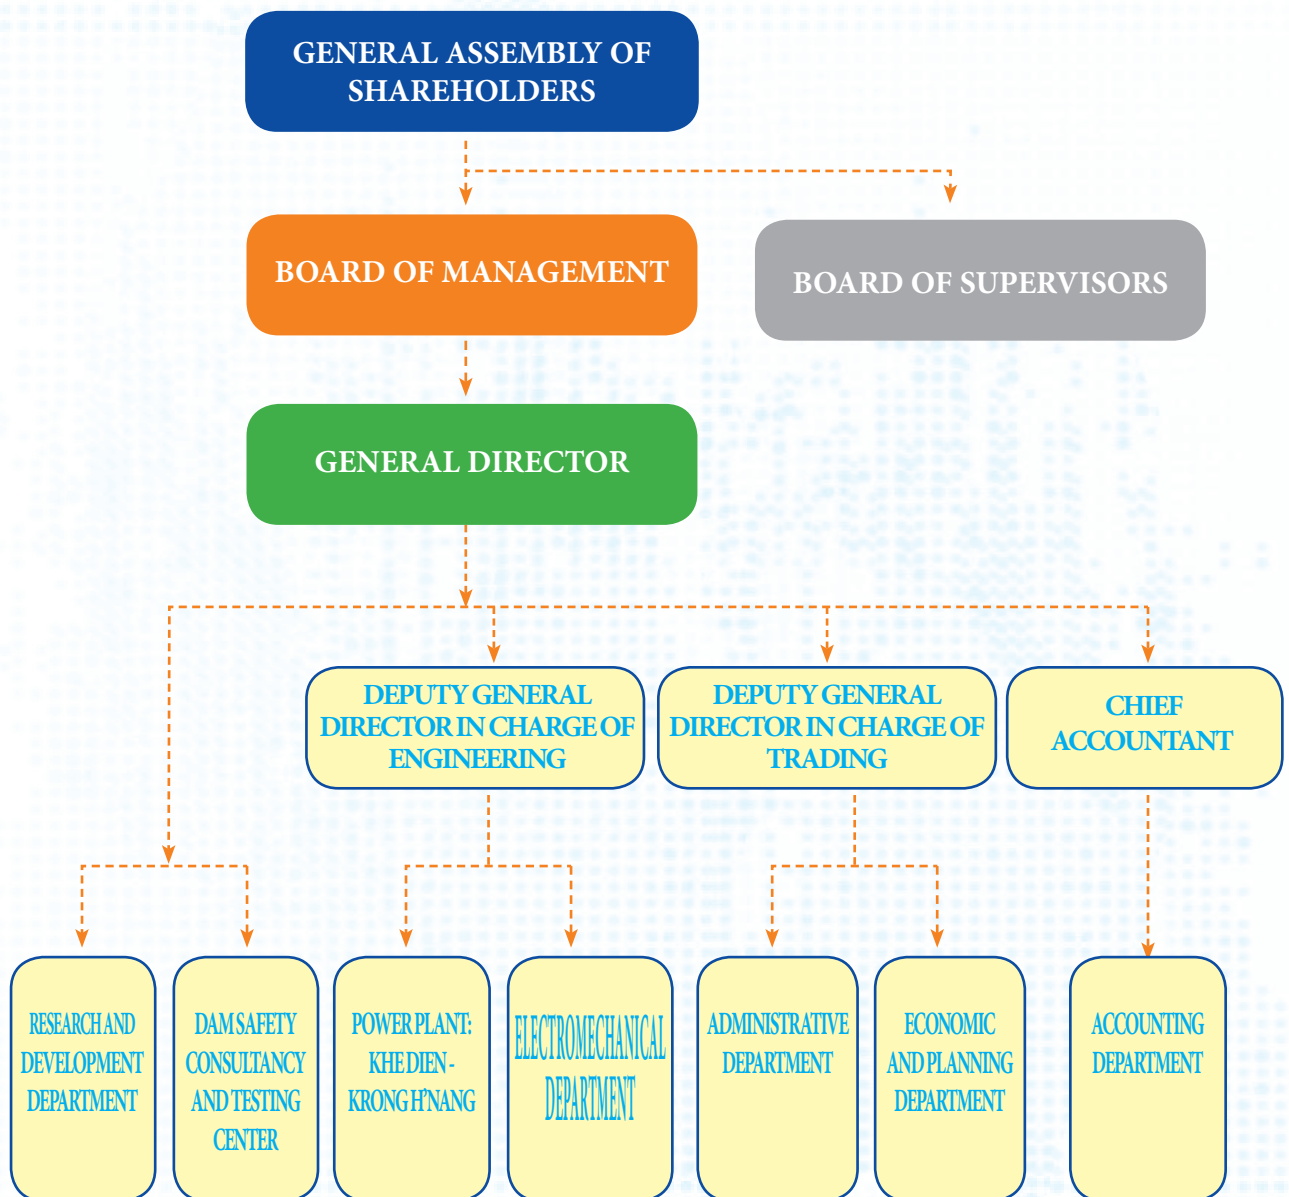 GENERAL ASSEMBLY OF
SHAREHOLDERS
BOARD OF MANAGEMENT
BOARD OF SUPERVISORS
GENERAL DIRECTOR
DEPUTY GENERAL
DIRECTOR IN CHARGE OF
ENGINEERING
DEPUTY GENERAL
DIRECTOR IN CHARGE OF
TRADING
CHIEF
ACCOUNTANT
RESEARCH AND
DEVELOPMENT
DEPARTMENT
DAM SAFETY
CONSULTANCY
AND TESTING
CENTER
POWER PLANT:
KHE DIEN -
KRONG H'NANG
ELECTROMECHANICAL
DEPARTMENT
ADMINISTRATIVE
DEPARTMENT
ECONOMIC
AND PLANNING
DEPARTMENT
ACCOUNTING
DEPARTMENT